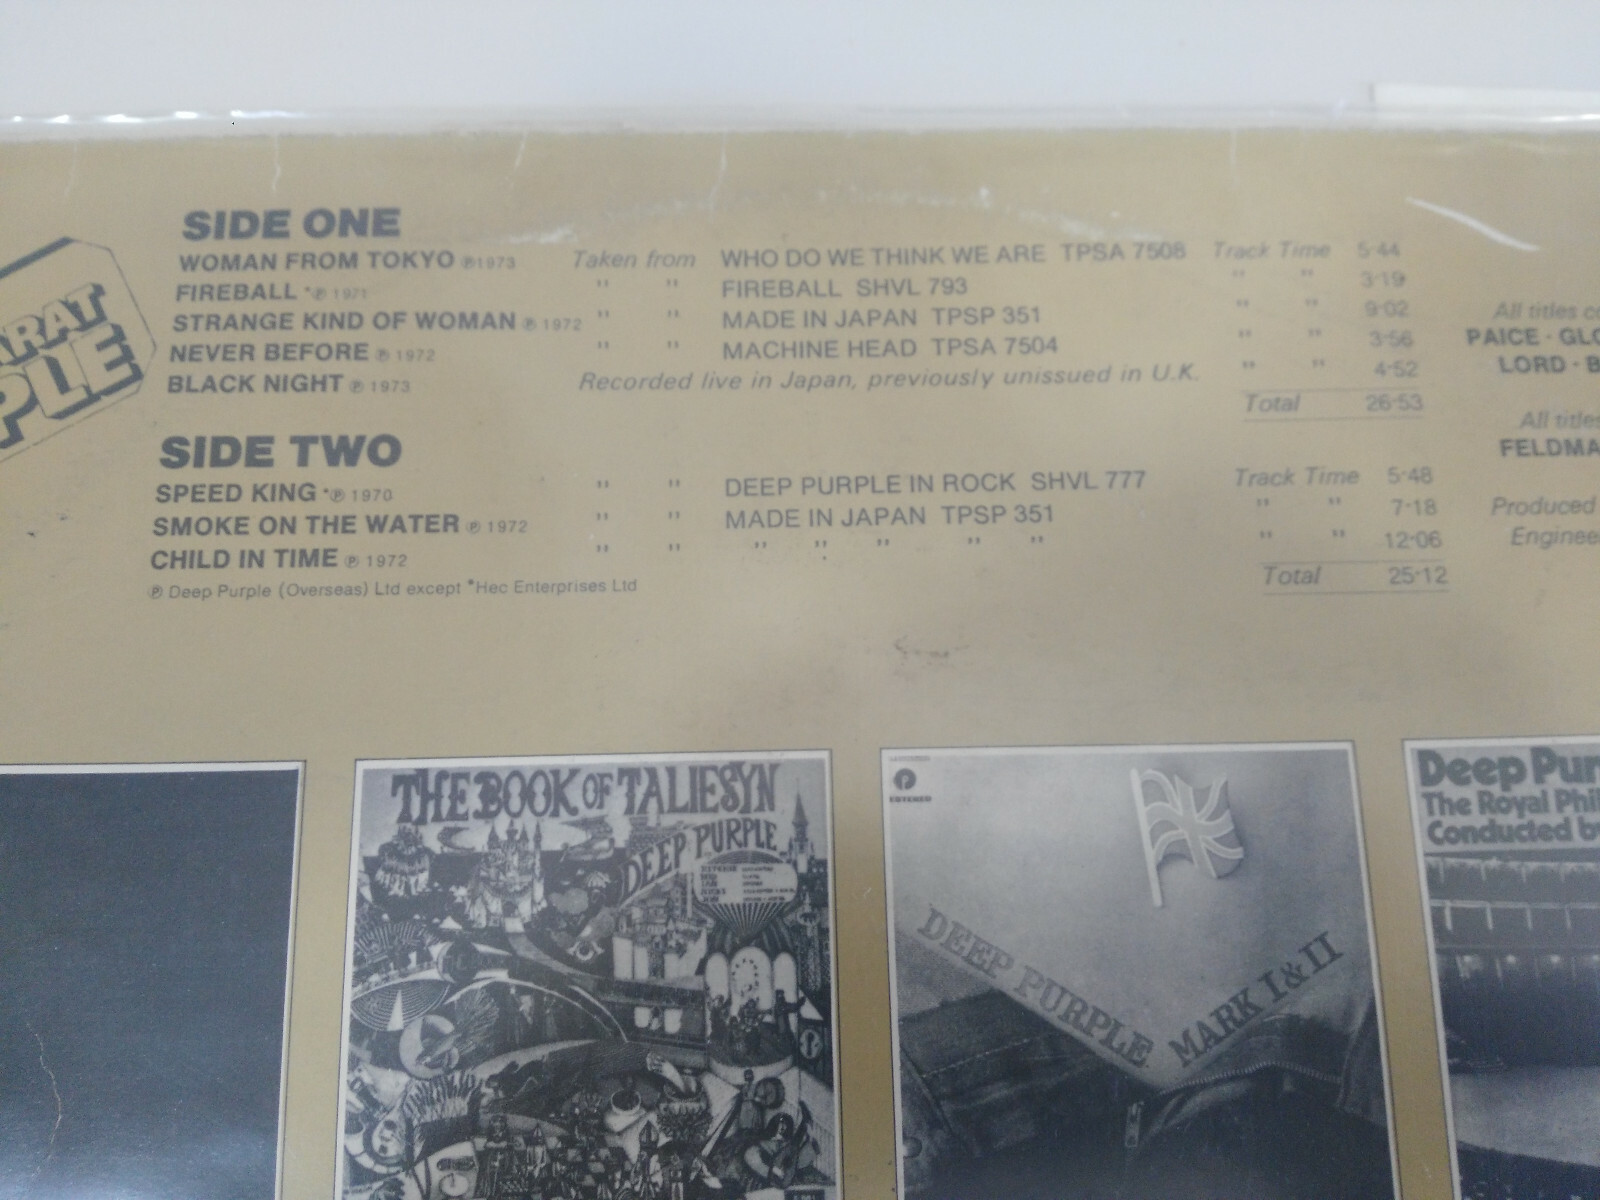 ARAT
PLE
SIDE ONE
WOMAN FROM TOKYO ℗1973 Taken from WHO DO WE THINK WE ARE TPSA 7508 Track Time 5·44
FIREBALL *℗ 1971 " " FIREBALL SHVL 793 " " 3·19
STRANGE KIND OF WOMAN ℗ 1972 " " MADE IN JAPAN TPSP 351 " " 9·02
NEVER BEFORE ℗ 1972 " " MACHINE HEAD TPSA 7504 " " 3·56
BLACK NIGHT ℗ 1973 Recorded live in Japan, previously unissued in U.K. " " 4·52
Total 26·53
SIDE TWO
SPEED KING *℗ 1970 " " DEEP PURPLE IN ROCK SHVL 777 Track Time 5·48
SMOKE ON THE WATER ℗ 1972 " " MADE IN JAPAN TPSP 351 " " 7·18
CHILD IN TIME ℗ 1972 " " " " " " " " " 12·06
Total 25·12
℗ Deep Purple (Overseas) Ltd except *Hec Enterprises Ltd
All titles co
PAICE · GLO
LORD · B
All titles
FELDMA
Produced
Enginee
THE BOOK OF TALIESYN
DEEP PURPLE
DEEP PURPLE MARK I & II
Deep Pur
The Royal Phil
Conducted by